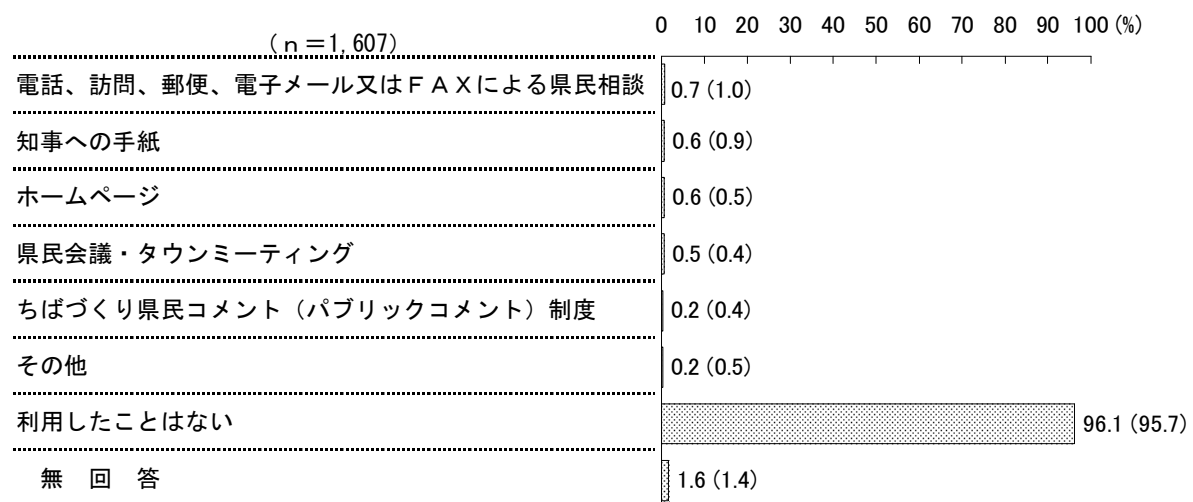 0 10 20 30 40 50 60 70 80 90 100 (%)
(ｎ＝1,607)
電話、訪問、郵便、電子メール又はＦＡＸによる県民相談 0.7 (1.0)
知事への手紙 0.6 (0.9)
ホームページ 0.6 (0.5)
県民会議・タウンミーティング 0.5 (0.4)
ちばづくり県民コメント（パブリックコメント）制度 0.2 (0.4)
その他 0.2 (0.5)
利用したことはない 96.1 (95.7)
無　回　答 1.6 (1.4)